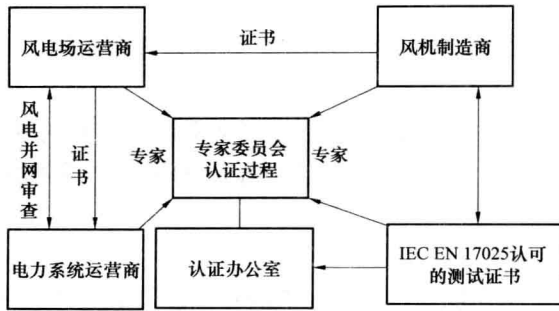 风电场运营商
证书
风机制造商
风电并网审查
证书
专家
专家委员会
认证过程
专家
电力系统运营商
认证办公室
IEC EN 17025认可
的测试证书